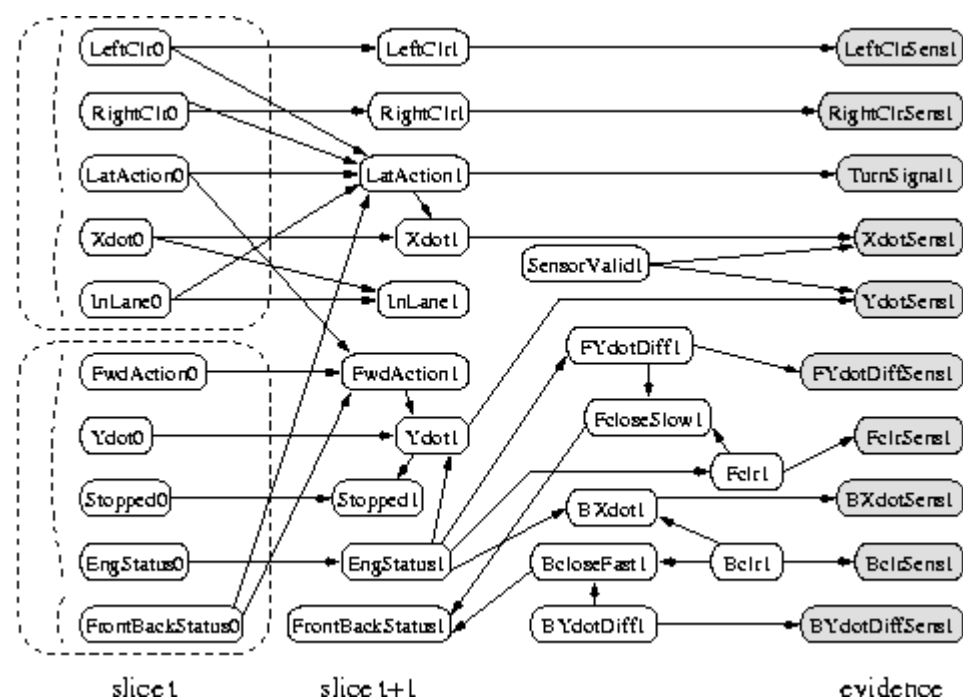 LeftClr0 LeftClr1 LeftClrSens1
RightClr0 RightClr1 RightClrSens1
LatAction0 LatAction1 TurnSignal1
Xdot0 Xdot1 XdotSens1
SensorValid1
InLane0 InLane1 YdotSens1
FYdotDiff1
FwdAction0 FwdAction1 FYdotDiffSens1
FcloseSlow1
Ydot0 Ydot1 FclrSens1
Fclr1
Stopped0 Stopped1 BXdotSens1
BXdot1
EngStatus0 EngStatus1 BcloseFast1 Bclr1 BclrSens1
FrontBackStatus0 FrontBackStatus1 BYdotDiff1 BYdotDiffSens1
slice t slice t+1 evidence